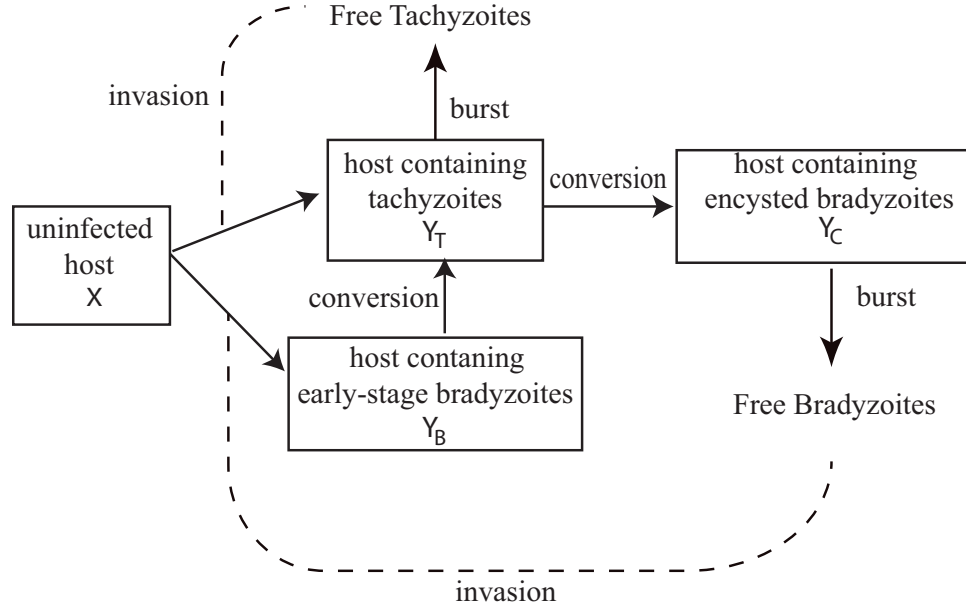 Free Tachyzoites
invasion
burst
host containing
tachyzoites
Y_T
conversion
host containing
encysted bradyzoites
Y_C
uninfected
host
X
conversion
burst
host contaning
early-stage bradyzoites
Y_B
Free Bradyzoites
invasion